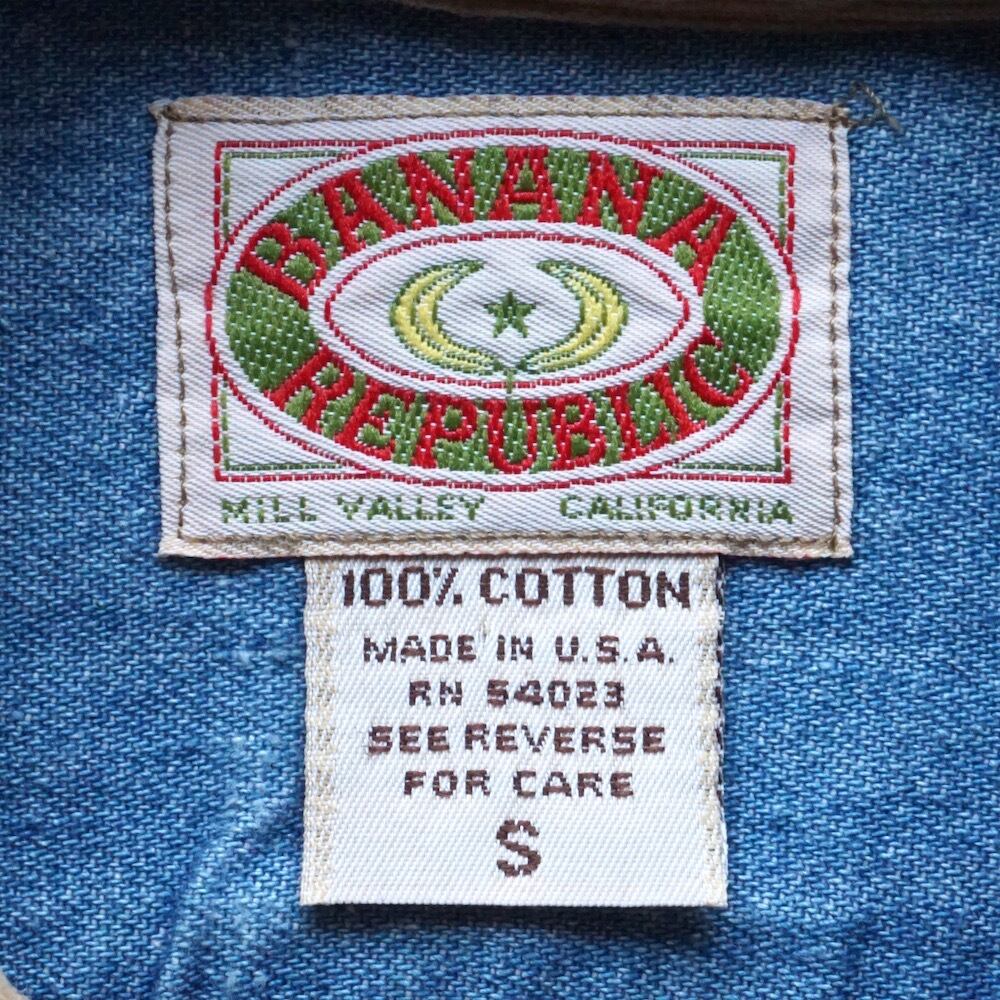 BANANA
REPUBLIC
MILL VALLEY CALIFORNIA
100% COTTON
MADE IN U.S.A.
RN 54023
SEE REVERSE
FOR CARE
S